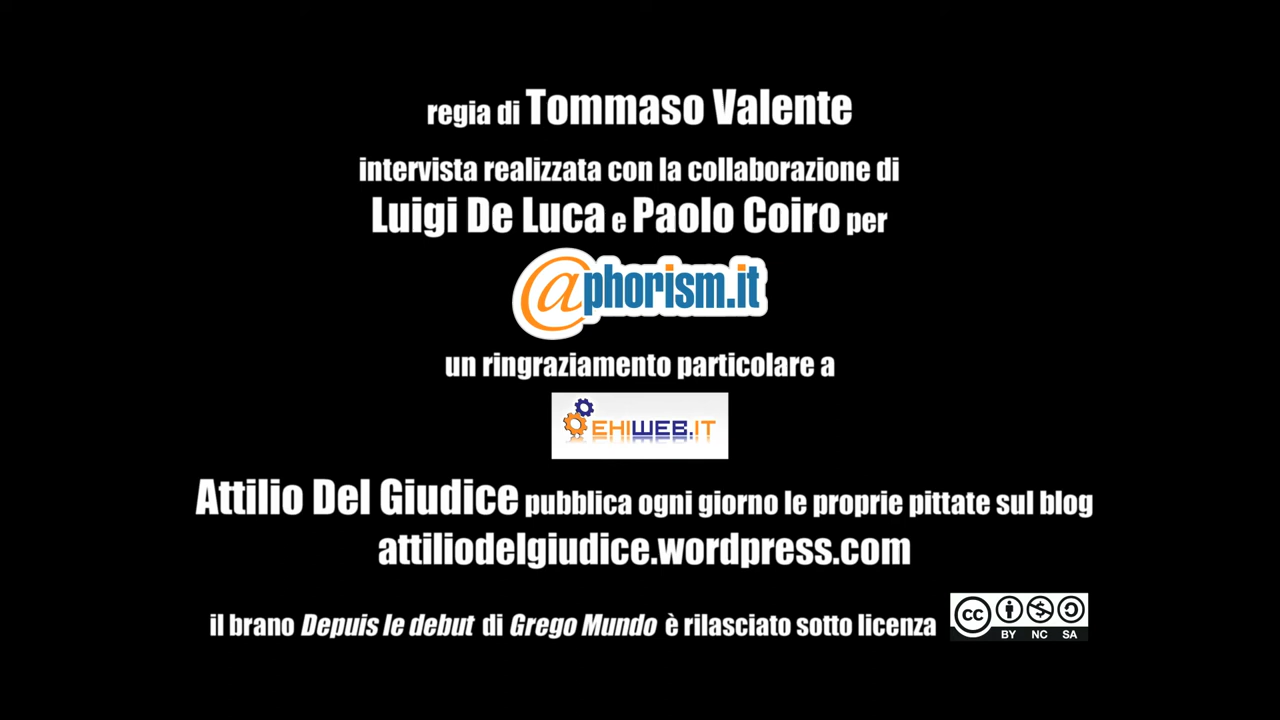 regia di Tommaso Valente
intervista realizzata con la collaborazione di
Luigi De Luca e Paolo Coiro per
@phorism.it
un ringraziamento particolare a
EHIWEB.IT
Attilio Del Giudice pubblica ogni giorno le proprie pittate sul blog
attiliodelgiudice.wordpress.com
il brano Depuis le debut di Grego Mundo è rilasciato sotto licenza
cc BY NC SA